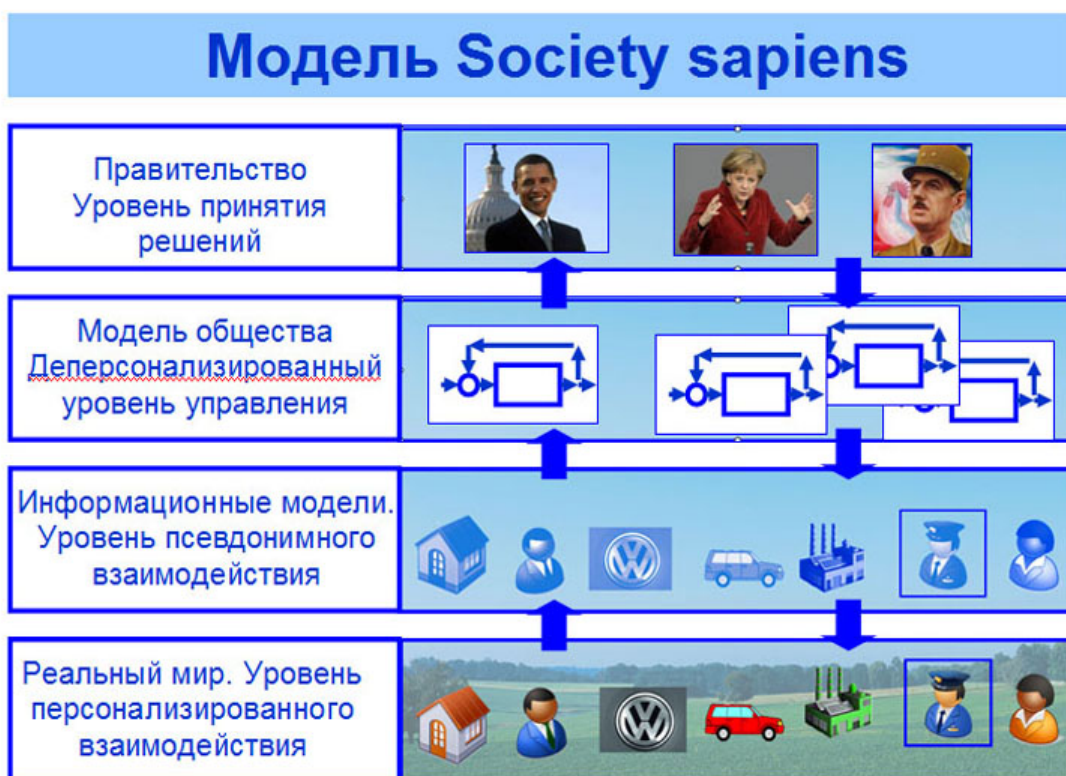 Модель Society sapiens
Правительство
Уровень принятия
решений
Модель общества
Деперсонализированный
уровень управления
Информационные модели.
Уровень псевдонимного
взаимодействия
Реальный мир. Уровень
персонализированного
взаимодействия